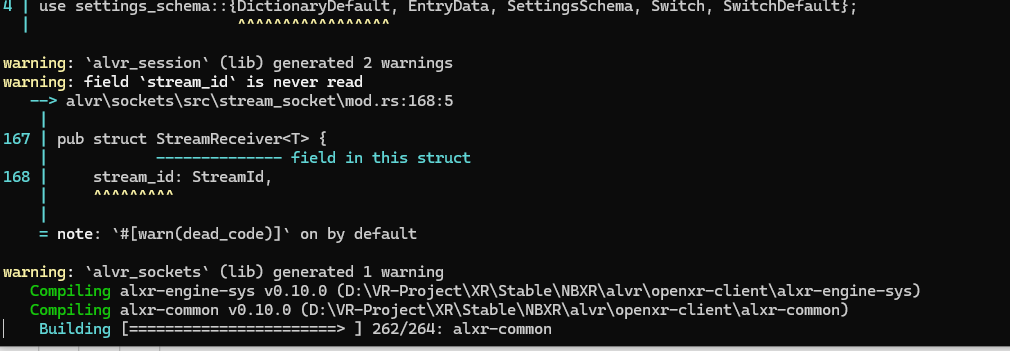 4 | use settings_schema::{DictionaryDefault, EntryData, SettingsSchema, Switch, SwitchDefault};
  |                       ^^^^^^^^^^^^^^^^^
warning: `alvr_session` (lib) generated 2 warnings
warning: field `stream_id` is never read
   --> alvr\sockets\src\stream_socket\mod.rs:168:5
    |
167 | pub struct StreamReceiver<T> {
    |            -------------- field in this struct
168 |     stream_id: StreamId,
    |     ^^^^^^^^^
    |
    = note: `#[warn(dead_code)]` on by default
warning: `alvr_sockets` (lib) generated 1 warning
   Compiling alxr-engine-sys v0.10.0 (D:\VR-Project\XR\Stable\NBXR\alvr\openxr-client\alxr-engine-sys)
   Compiling alxr-common v0.10.0 (D:\VR-Project\XR\Stable\NBXR\alvr\openxr-client\alxr-common)
    Building [=======================> ] 262/264: alxr-common